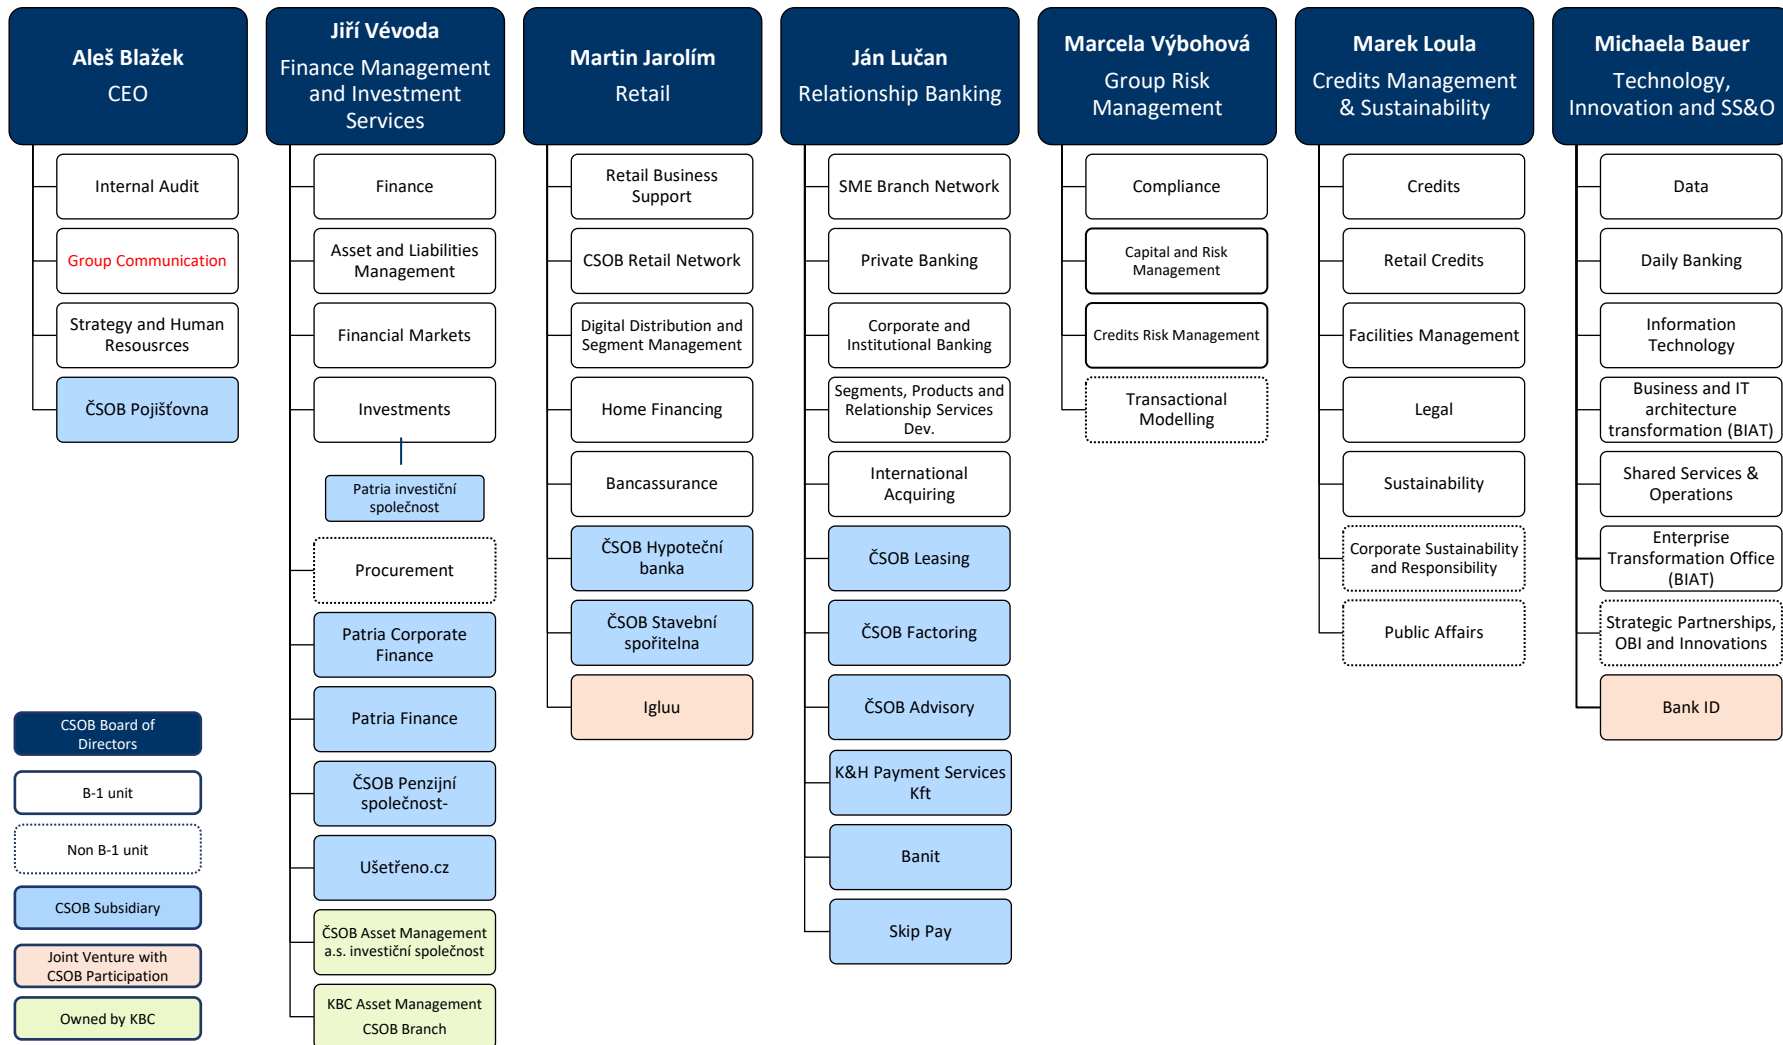 Aleš Blažek
CEO
Internal Audit
Group Communication
Strategy and Human
Resousrces
ČSOB Pojišťovna
Jiří Vévoda
Finance Management
and Investment
Services
Finance
Asset and Liabilities
Management
Financial Markets
Investments
Patria investiční
společnost
Procurement
Patria Corporate
Finance
Patria Finance
ČSOB Penzijní
společnost-
Ušetřeno.cz
ČSOB Asset Management
a.s. investiční společnost
KBC Asset Management
CSOB Branch
Martin Jarolím
Retail
Retail Business
Support
CSOB Retail Network
Digital Distribution and
Segment Management
Home Financing
Bancassurance
ČSOB Hypoteční
banka
ČSOB Stavební
spořitelna
Igluu
Ján Lučan
Relationship Banking
SME Branch Network
Private Banking
Corporate and
Institutional Banking
Segments, Products and
Relationship Services
Dev.
International
Acquiring
ČSOB Leasing
ČSOB Factoring
ČSOB Advisory
K&H Payment Services
Kft
Banit
Skip Pay
Marcela Výbohová
Group Risk
Management
Compliance
Capital and Risk
Management
Credits Risk Management
Transactional
Modelling
Marek Loula
Credits Management
& Sustainability
Credits
Retail Credits
Facilities Management
Legal
Sustainability
Corporate Sustainability
and Responsibility
Public Affairs
Michaela Bauer
Technology,
Innovation and SS&O
Data
Daily Banking
Information
Technology
Business and IT
architecture
transformation (BIAT)
Shared Services &
Operations
Enterprise
Transformation Office
(BIAT)
Strategic Partnerships,
OBI and Innovations
Bank ID
CSOB Board of
Directors
B-1 unit
Non B-1 unit
CSOB Subsidiary
Joint Venture with
CSOB Participation
Owned by KBC